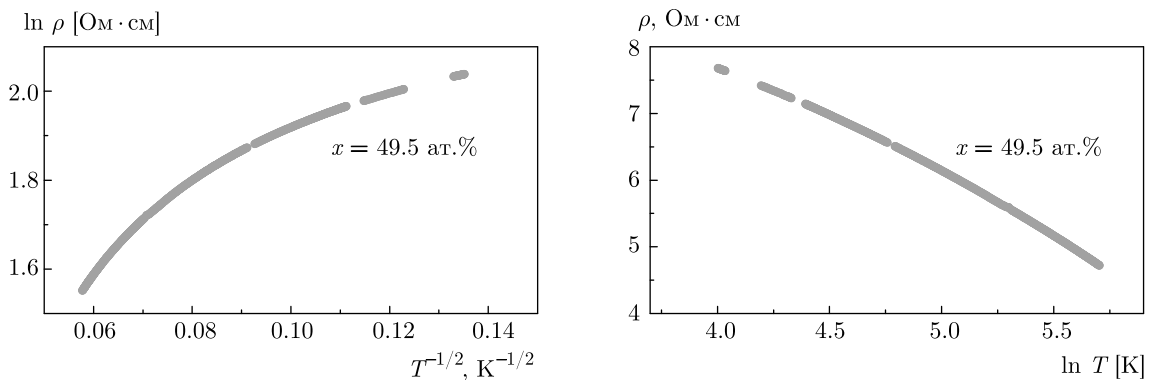 ln ρ [Ом · см]
2.0
1.8
1.6
x = 49.5 ат.%
0.06 0.08 0.10 0.12 0.14
T^{−1/2}, K^{−1/2}
ρ, Ом · см
8
7
6
5
4
x = 49.5 ат.%
4.0 4.5 5.0 5.5
ln T [K]